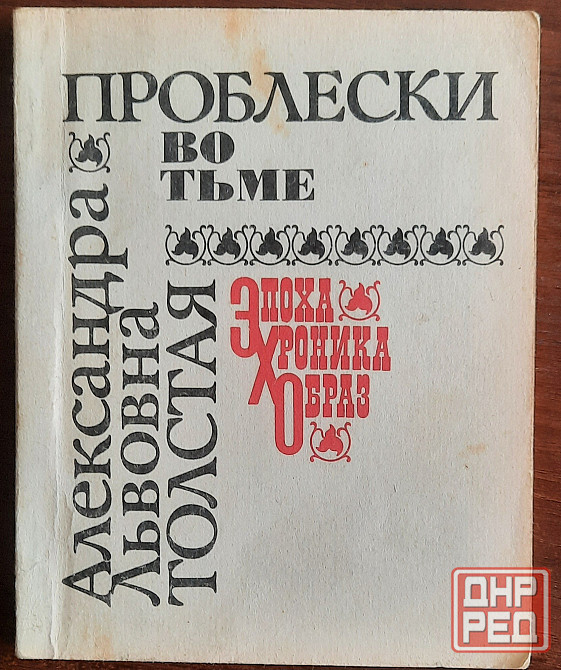 ПРОБЛЕСКИ
ВО
ТЬМЕ
Александра
Львовна
ТОЛСТАЯ
ЭПОХА
ХРОНИКА
ОБРАЗ
ДНР
РЕД